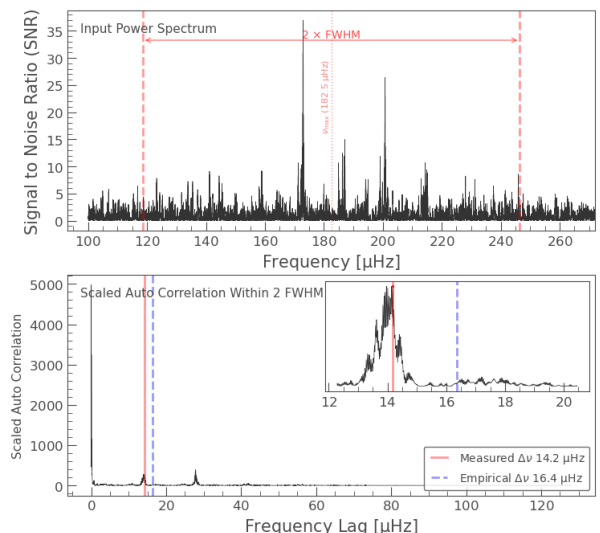 Input Power Spectrum
2 × FWHM
νmax (182.5 µHz)
Signal to Noise Ratio (SNR)
35
30
25
20
15
10
5
0
100 120 140 160 180 200 220 240 260
Frequency [µHz]
Scaled Auto Correlation Within 2 FWHM
Scaled Auto Correlation
5000
4000
3000
2000
1000
0
12 14 16 18 20
Measured Δν 14.2 µHz
Empirical Δν 16.4 µHz
0 20 40 60 80 100 120
Frequency Lag [µHz]